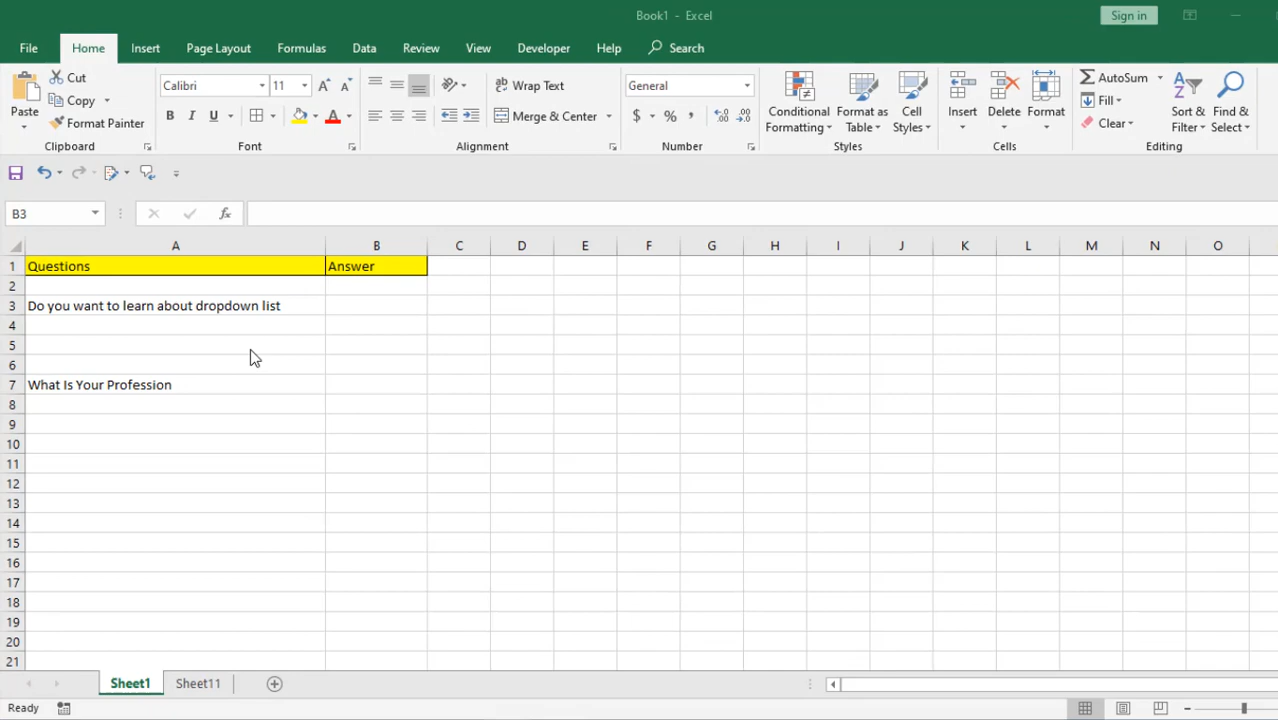 Book1 - Excel
Sign in
File Home Insert Page Layout Formulas Data Review View Developer Help Search
Paste
Cut
Copy
Format Painter
Clipboard
Calibri 11 A A
B I U A
Font
ab Wrap Text
Merge & Center
Alignment
General
$ % , .00 .0
Number
Conditional Formatting
Format as Table
Cell Styles
Styles
Insert Delete Format
Cells
AutoSum
Fill
Clear
Sort & Filter
Find & Select
Editing
B3 fx
A B C D E F G H I J K L M N O
1 Questions Answer
2
3 Do you want to learn about dropdown list
4
5
6
7 What Is Your Profession
8
9
10
11
12
13
14
15
16
17
18
19
20
21
Sheet1 Sheet11
Ready